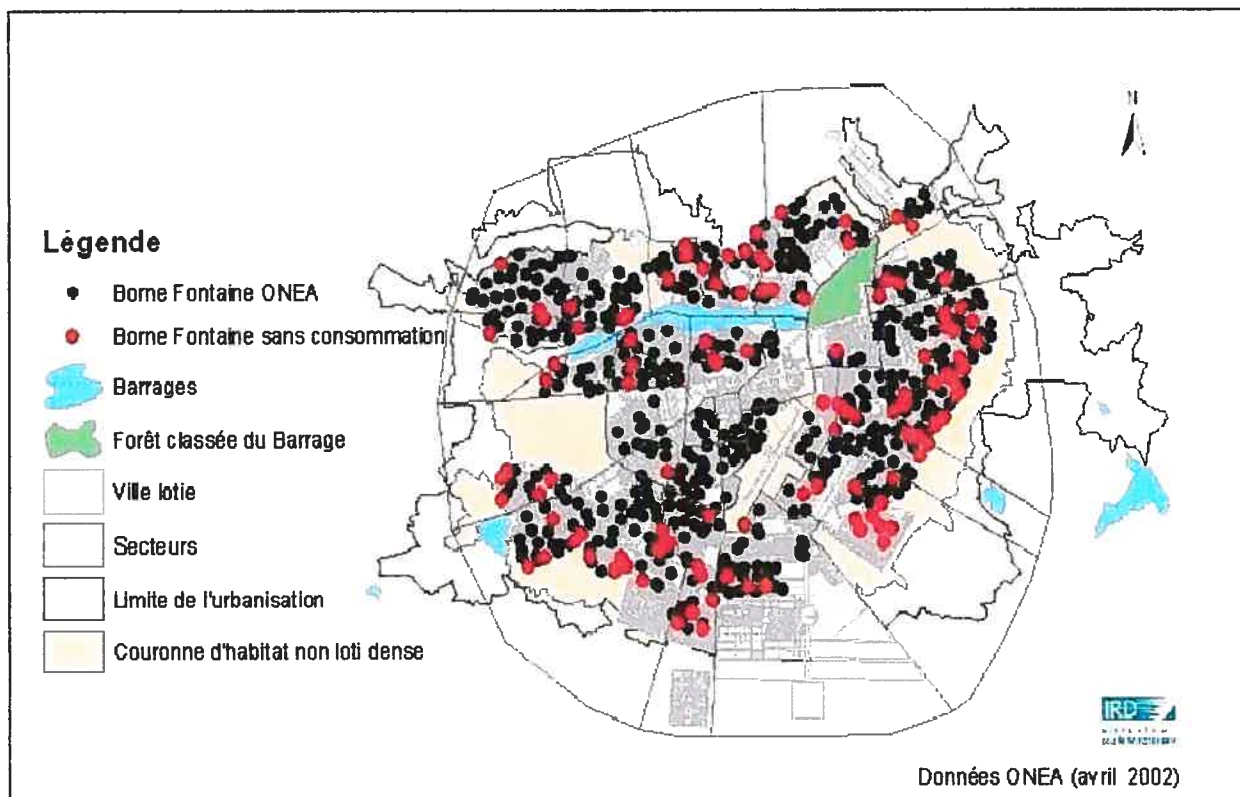 N
Légende
Borne Fontaine ONEA
Borne Fontaine sans consommation
Barrages
Forêt classée du Barrage
Ville lotie
Secteurs
Limite de l'urbanisation
Couronne d'habitat non loti dense
IRD
Données ONEA (avril 2002)